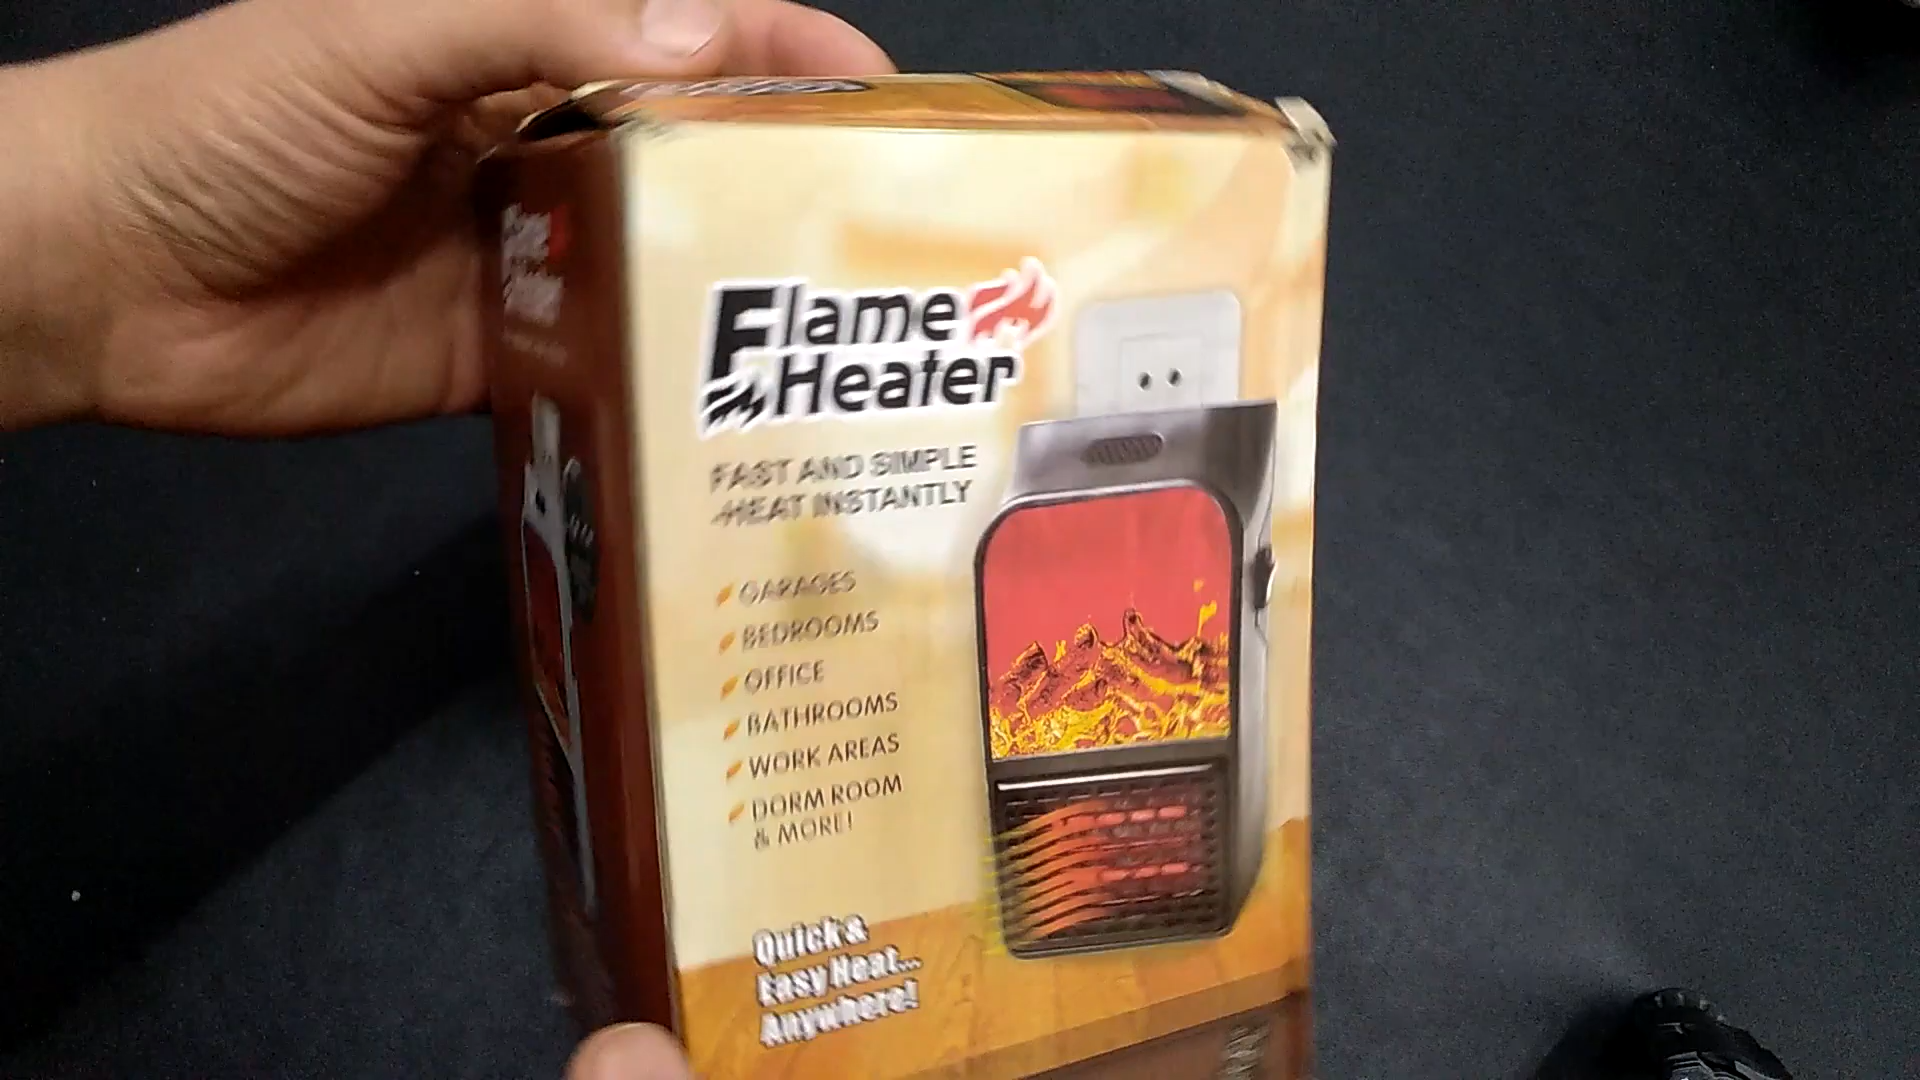 Flame
Heater
FAST AND SIMPLE
-HEAT INSTANTLY
GARAGES
BEDROOMS
OFFICE
BATHROOMS
WORK AREAS
DORM ROOM
& MORE!
Quick &
Easy Heat...
Anywhere!